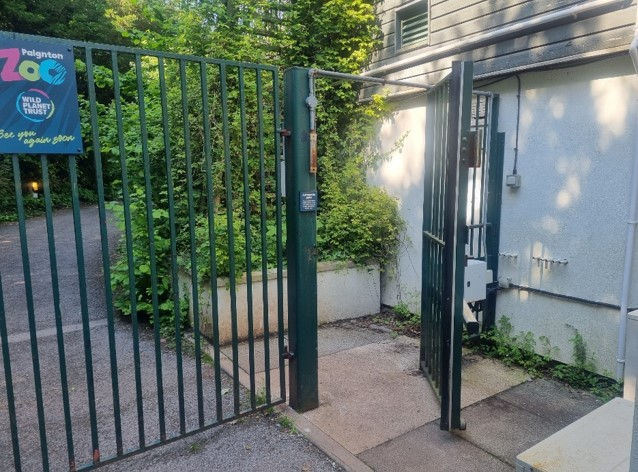 Paignton
ZOO
WILD
PLANET
TRUST
See you
again soon